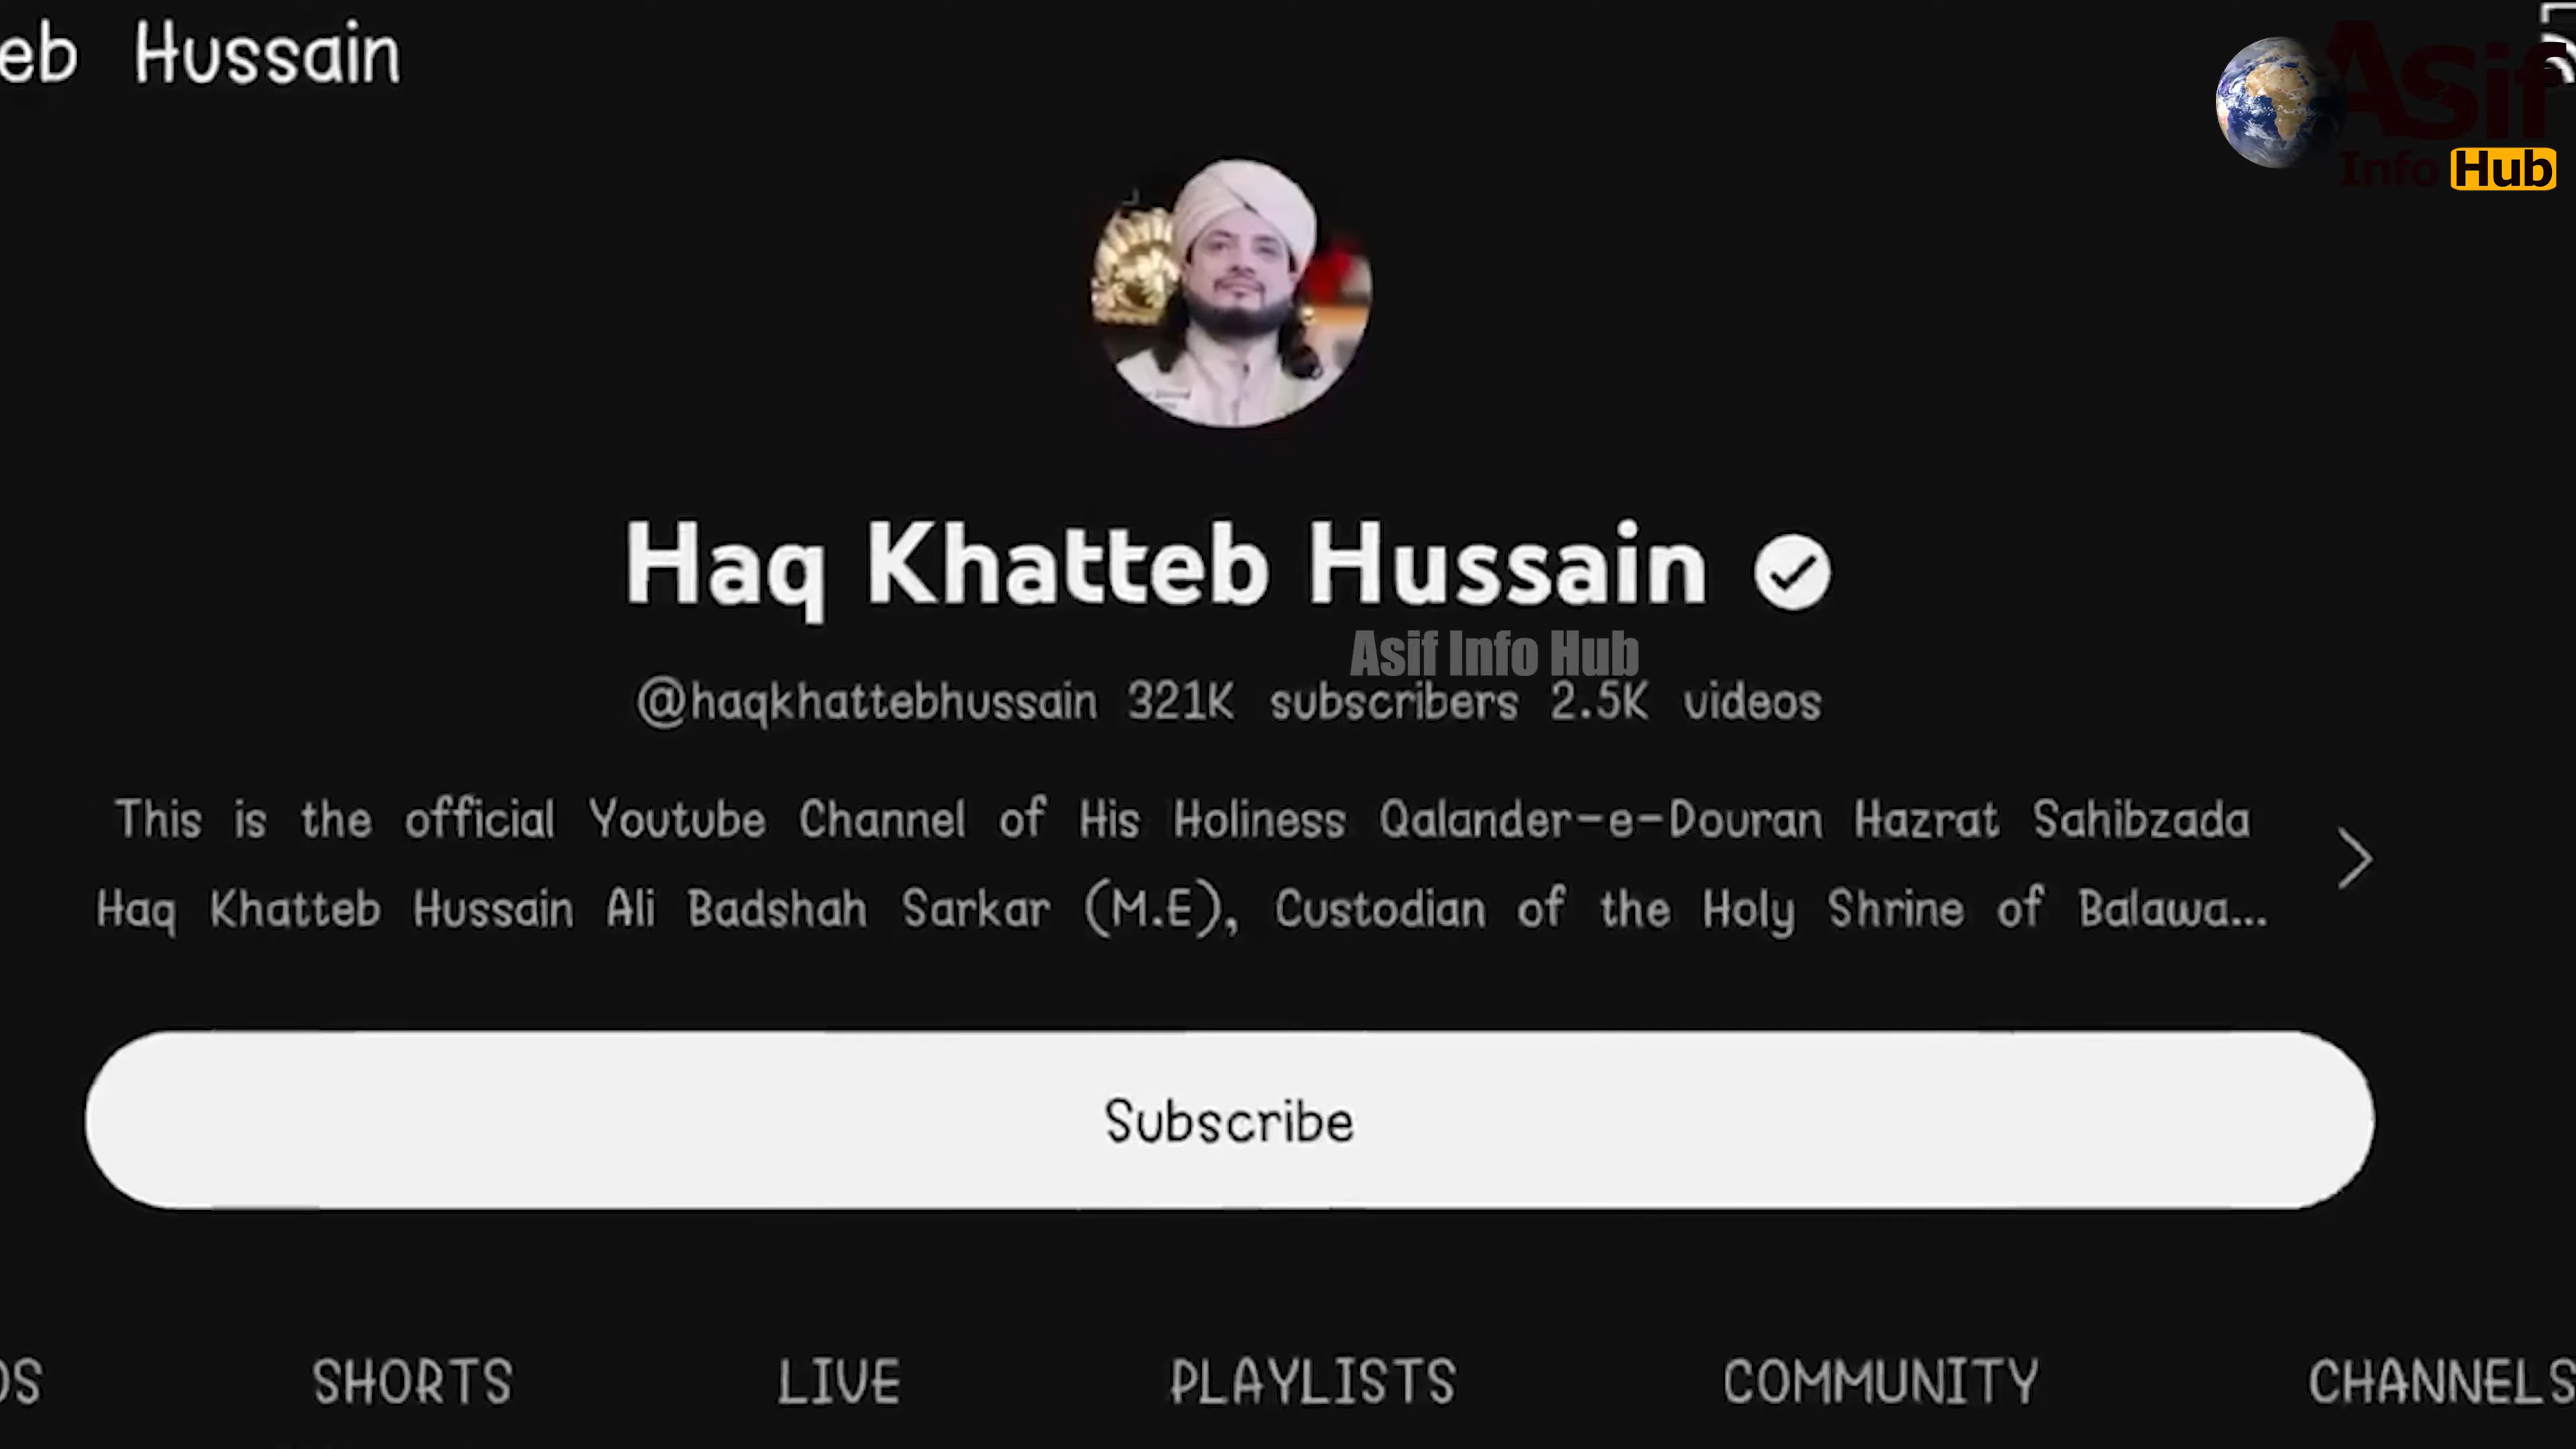 eb Hussain
Asif
Info Hub
Haq Khatteb Hussain
Asif Info Hub
@haqkhattebhussain 321K subscribers 2.5K videos
This is the official Youtube Channel of His Holiness Qalander-e-Douran Hazrat Sahibzada
Haq Khatteb Hussain Ali Badshah Sarkar (M.E), Custodian of the Holy Shrine of Balawa...
Subscribe
OS SHORTS LIVE PLAYLISTS COMMUNITY CHANNELS